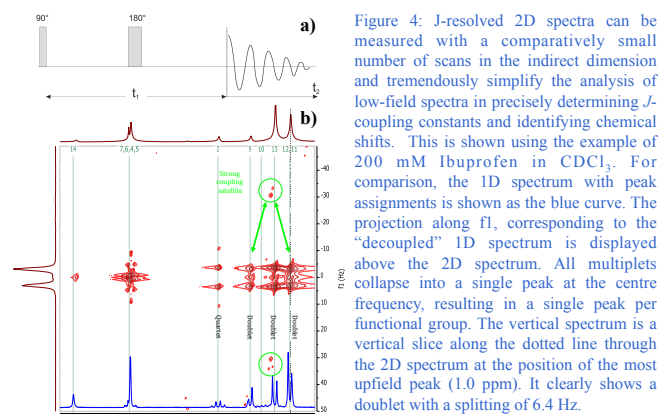 90°
180°
a)
t1
t2
b)
14
7,6,4,5
2
9
10
13
12
11
Strong
coupling
satellite
Quartet
Doublet
Doublet
Doublet
-40
-30
-20
-10
0
10
20
30
40
50
f1 (Hz)
Figure 4: J-resolved 2D spectra can be
measured with a comparatively small
number of scans in the indirect dimension
and tremendously simplify the analysis of
low-field spectra in precisely determining J-
coupling constants and identifying chemical
shifts. This is shown using the example of
200 mM Ibuprofen in CDCl3. For
comparison, the 1D spectrum with peak
assignments is shown as the blue curve. The
projection along f1, corresponding to the
“decoupled” 1D spectrum is displayed
above the 2D spectrum. All multiplets
collapse into a single peak at the centre
frequency, resulting in a single peak per
functional group. The vertical spectrum is a
vertical slice along the dotted line through
the 2D spectrum at the position of the most
upfield peak (1.0 ppm). It clearly shows a
doublet with a splitting of 6.4 Hz.